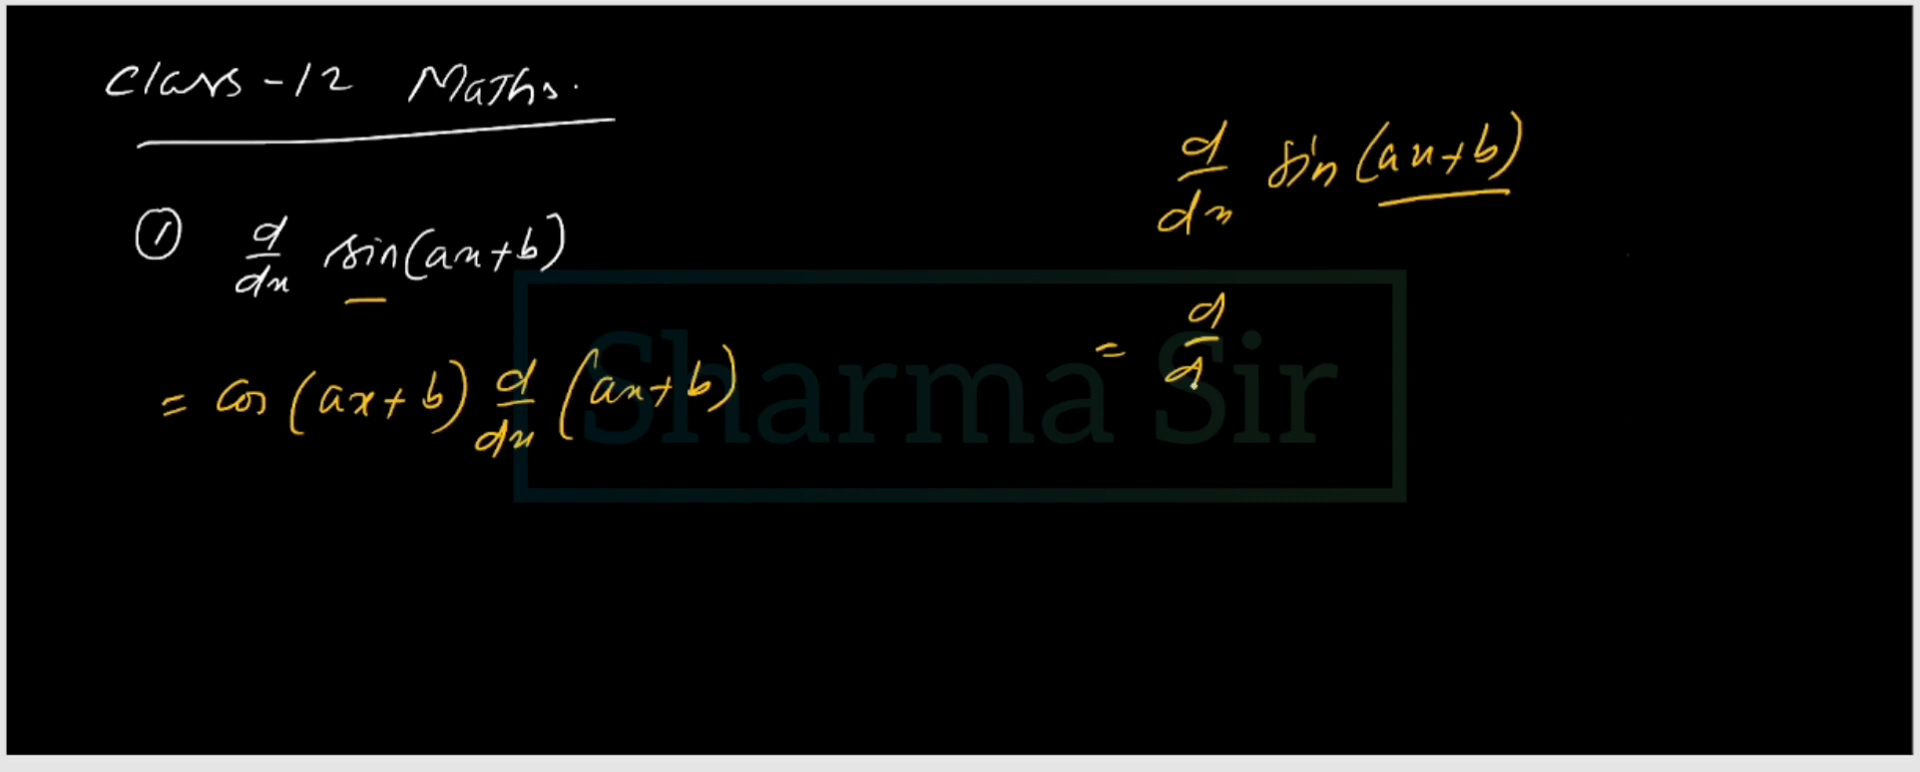 Class-12 Maths.
① d/dx sin(ax+b)
= cos (ax+b) d/dx (ax+b)
d/dx sin (ax+b)
= d/d
Sharma Sir